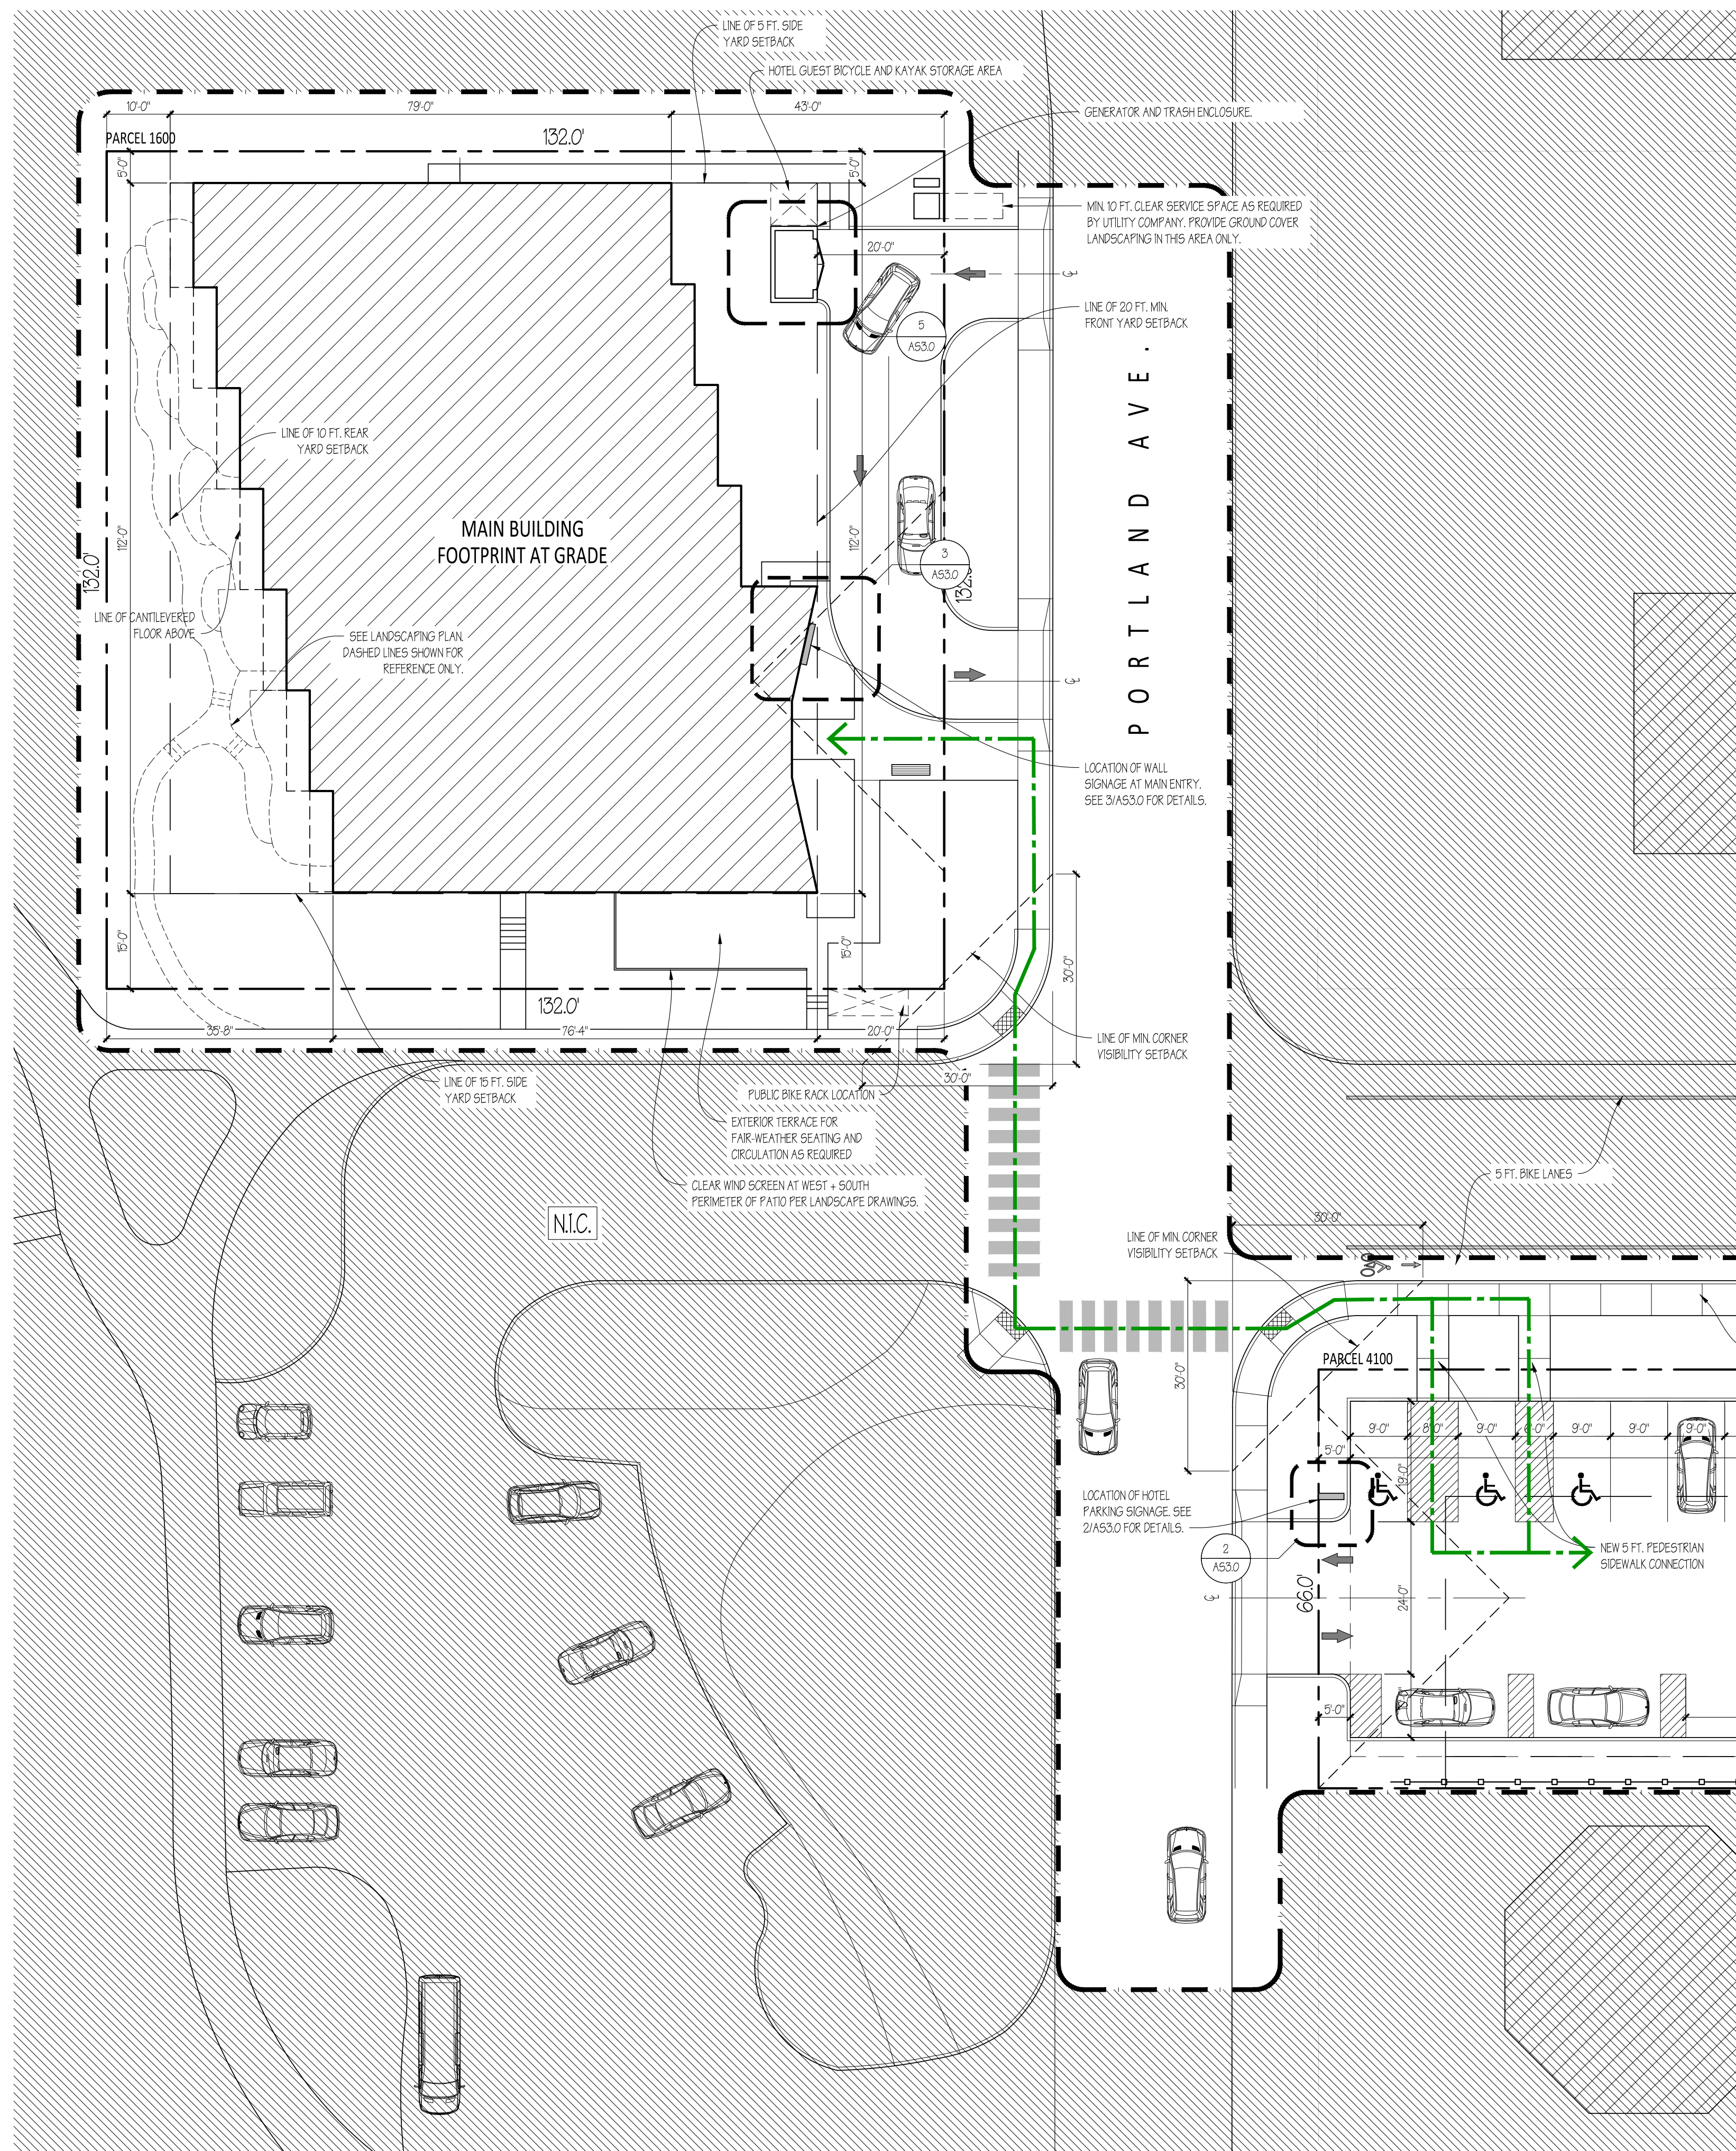 LINE OF 5 FT. SIDE
YARD SETBACK
HOTEL GUEST BICYCLE AND KAYAK STORAGE AREA
10'-0"
79'-0"
43'-0"
GENERATOR AND TRASH ENCLOSURE.
PARCEL 1600
132.0'
5'-0"
5'-0"
MIN. 10 FT. CLEAR SERVICE SPACE AS REQUIRED
BY UTILITY COMPANY. PROVIDE GROUND COVER
LANDSCAPING IN THIS AREA ONLY.
20'-0"
℄
LINE OF 20 FT. MIN.
FRONT YARD SETBACK
5
AS3.0
PORTLAND AVE.
LINE OF 10 FT. REAR
YARD SETBACK
MAIN BUILDING
FOOTPRINT AT GRADE
112'-0"
112'-0"
132.0'
3
AS3.0
LINE OF CANTILEVERED
FLOOR ABOVE
SEE LANDSCAPING PLAN.
DASHED LINES SHOWN FOR
REFERENCE ONLY.
℄
LOCATION OF WALL
SIGNAGE AT MAIN ENTRY.
SEE 3/AS3.0 FOR DETAILS.
15'-0"
15'-0"
30'-0"
132.0'
35'-8"
76'-4"
20'-0"
LINE OF MIN. CORNER
VISIBILITY SETBACK
30'-0"
LINE OF 15 FT. SIDE
YARD SETBACK
PUBLIC BIKE RACK LOCATION
EXTERIOR TERRACE FOR
FAIR-WEATHER SEATING AND
CIRCULATION AS REQUIRED
CLEAR WIND SCREEN AT WEST + SOUTH
PERIMETER OF PATIO PER LANDSCAPE DRAWINGS.
5 FT. BIKE LANES
N.I.C.
30'-0"
LINE OF MIN. CORNER
VISIBILITY SETBACK
PARCEL 4100
30'-0"
9'-0"
8'-0"
9'-0"
9'-0"
9'-0"
9'-0"
5'-0"
19'-0"
LOCATION OF HOTEL
PARKING SIGNAGE. SEE
2/AS3.0 FOR DETAILS.
2
AS3.0
NEW 5 FT. PEDESTRIAN
SIDEWALK CONNECTION
66.0'
24'-0"
℄
5'-0"